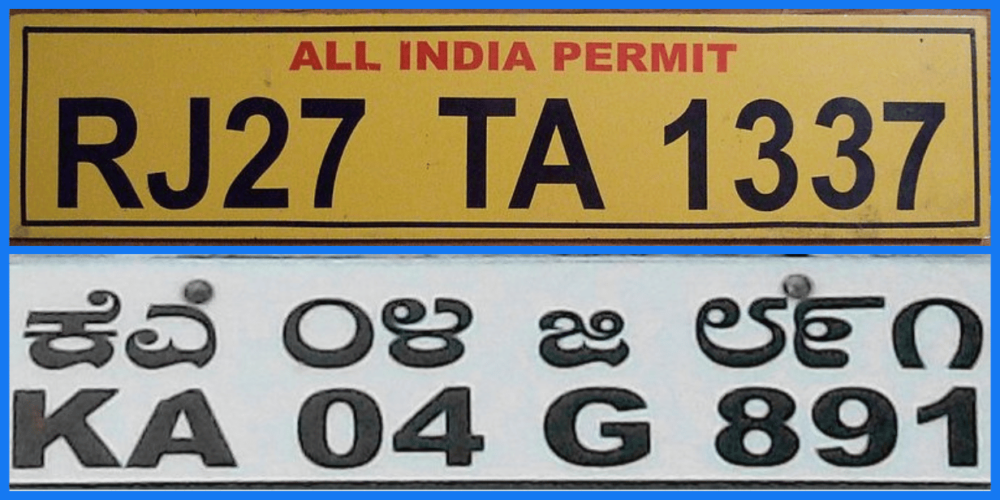 ALL INDIA PERMIT
RJ27 TA 1337
ಕೆಎ ೦೪ ಜಿ ೮೯೧
KA 04 G 891